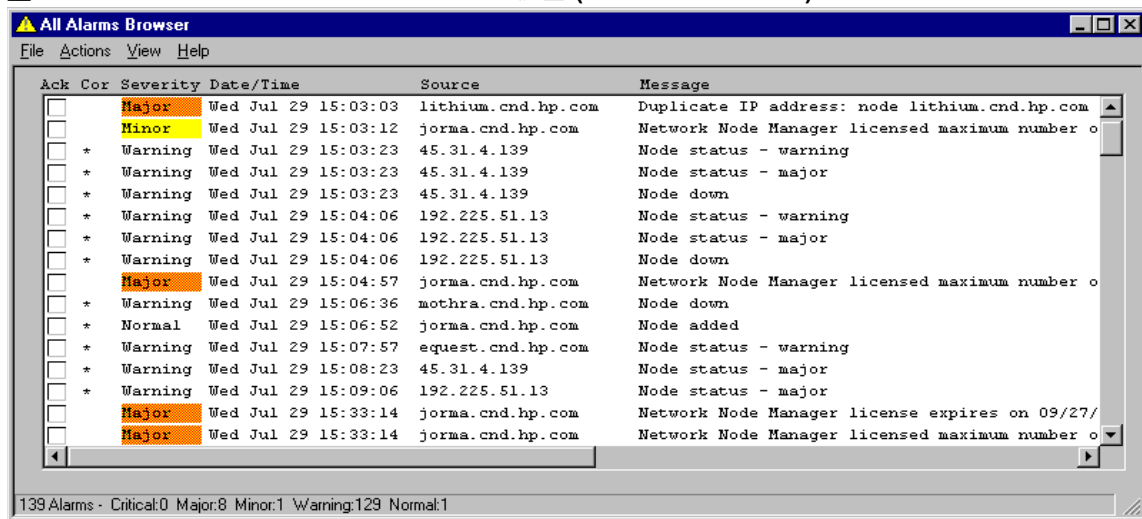 All Alarms Browser
File Actions View Help
Ack Cor Severity Date/Time Source Message
Major Wed Jul 29 15:03:03 lithium.cnd.hp.com Duplicate IP address: node lithium.cnd.hp.com
Minor Wed Jul 29 15:03:12 jorma.cnd.hp.com Network Node Manager licensed maximum number o
* Warning Wed Jul 29 15:03:23 45.31.4.139 Node status - warning
* Warning Wed Jul 29 15:03:23 45.31.4.139 Node status - major
* Warning Wed Jul 29 15:03:23 45.31.4.139 Node down
* Warning Wed Jul 29 15:04:06 192.225.51.13 Node status - warning
* Warning Wed Jul 29 15:04:06 192.225.51.13 Node status - major
* Warning Wed Jul 29 15:04:06 192.225.51.13 Node down
Major Wed Jul 29 15:04:57 jorma.cnd.hp.com Network Node Manager licensed maximum number o
* Warning Wed Jul 29 15:06:36 mothra.cnd.hp.com Node down
* Normal Wed Jul 29 15:06:52 jorma.cnd.hp.com Node added
* Warning Wed Jul 29 15:07:57 equest.cnd.hp.com Node status - warning
* Warning Wed Jul 29 15:08:23 45.31.4.139 Node status - major
* Warning Wed Jul 29 15:09:06 192.225.51.13 Node status - major
Major Wed Jul 29 15:33:14 jorma.cnd.hp.com Network Node Manager license expires on 09/27/
Major Wed Jul 29 15:33:14 jorma.cnd.hp.com Network Node Manager licensed maximum number o
139 Alarms - Critical:0 Major:8 Minor:1 Warning:129 Normal:1